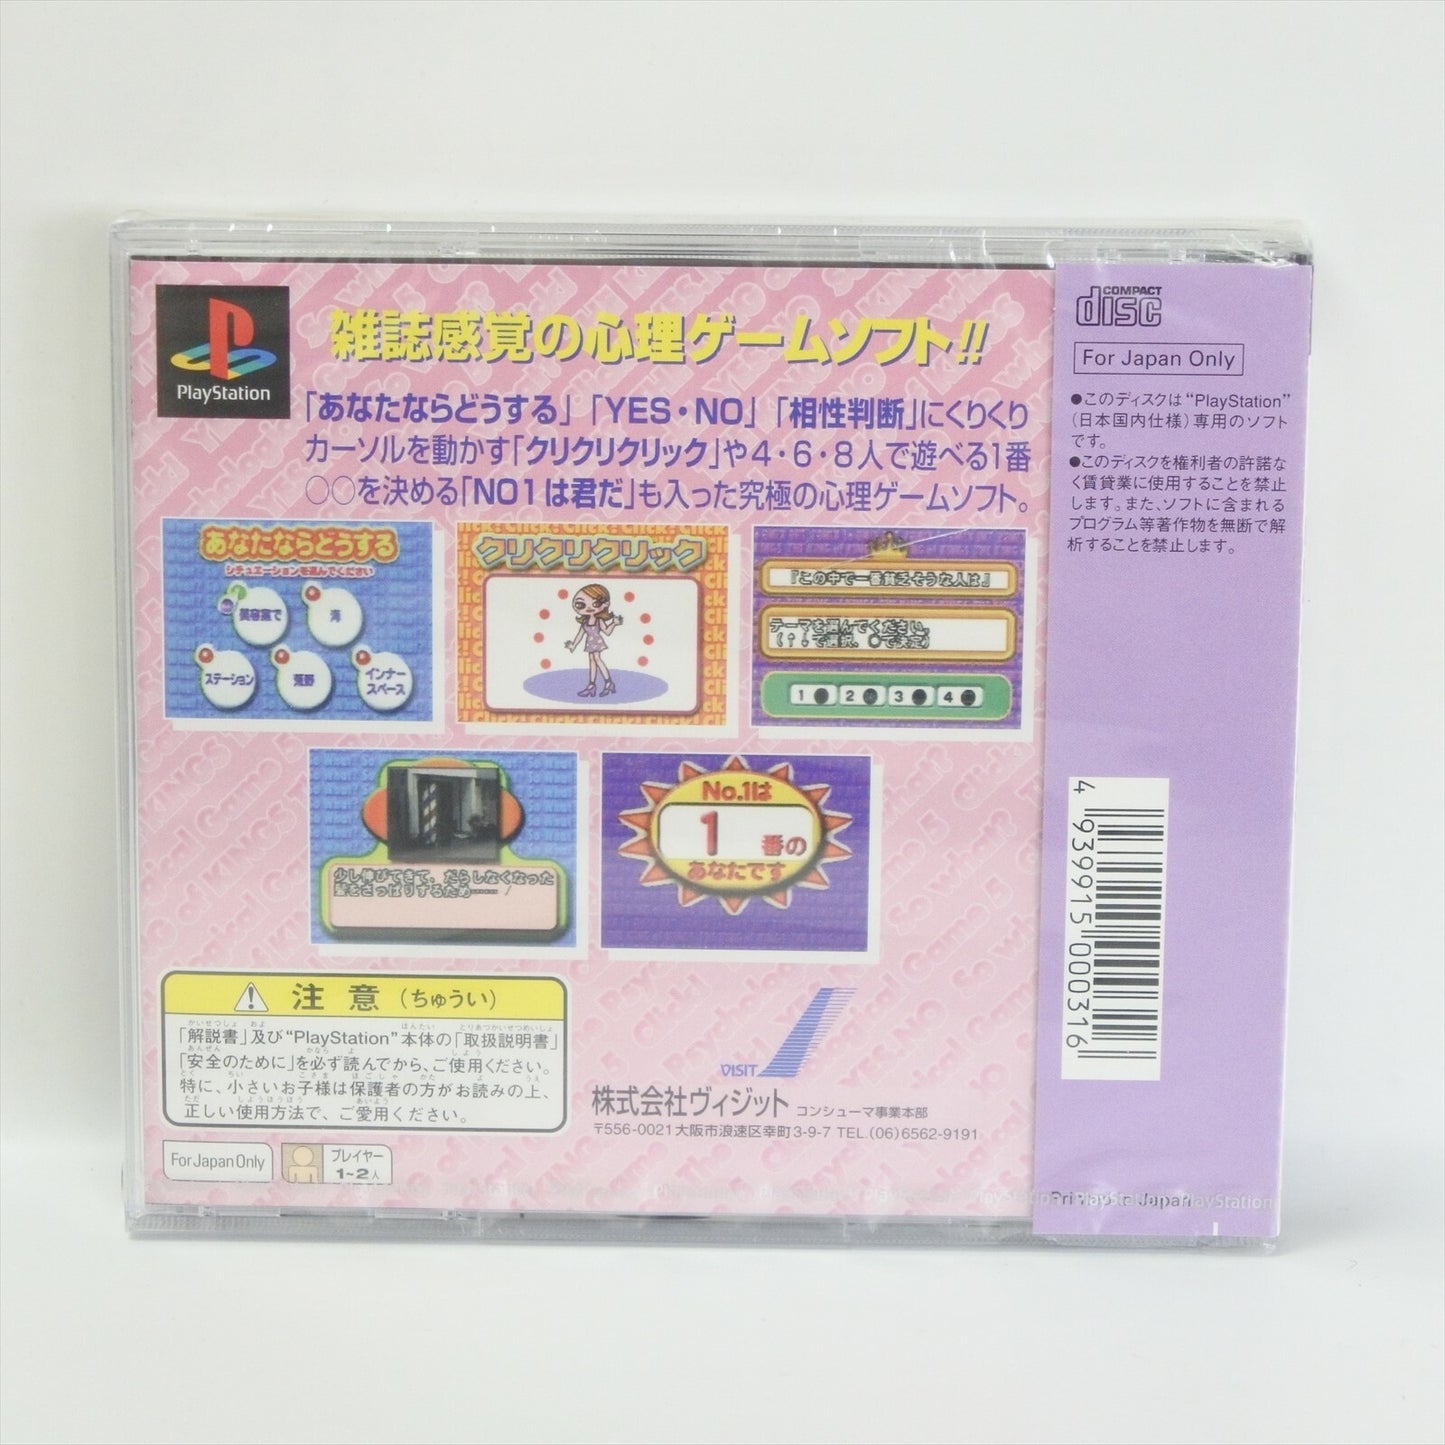 PlayStation
雑誌感覚の心理ゲームソフト!!
「あなたならどうする」「YES・NO」「相性判断」にくりくり
カーソルを動かす「クリクリクリック」や4・6・8人で遊べる1番
○○を決める「NO1は君だ」も入った究極の心理ゲームソフト。
あなたならどうする
シチュエーションを選んでください
美容室で
海
ステーション
荒野
インナー
スペース
クリクリクリック
『この中で一番貧乏そうな人は』
テーマを選んでください。
(↑↓で選択、●で決定)
1● 2● 3● 4●
少し伸びてきて、だらしなくなった
髪をさっぱりするため……
No.1は
1番の
あなたです
⚠注意(ちゅうい)
「解説書」及び“PlayStation”本体の「取扱説明書」
「安全のために」を必ず読んでから、ご使用ください。
特に、小さいお子様は保護者の方がお読みの上、
正しい使用方法で、ご愛用ください。
For Japan Only
プレイヤー
1~2人
VISIT
株式会社ヴィジット コンシューマ事業本部
〒556-0021大阪市浪速区幸町3-9-7 TEL.(06)6562-9191
COMPACT
disc
For Japan Only
●このディスクは“PlayStation”
(日本国内仕様)専用のソフト
です。
●このディスクを権利者の許諾な
く賃貸業に使用することを禁止
します。また、ソフトに含まれる
プログラム等著作物を無断で解
析することを禁止します。
4 939915 000316
Printed in Japan